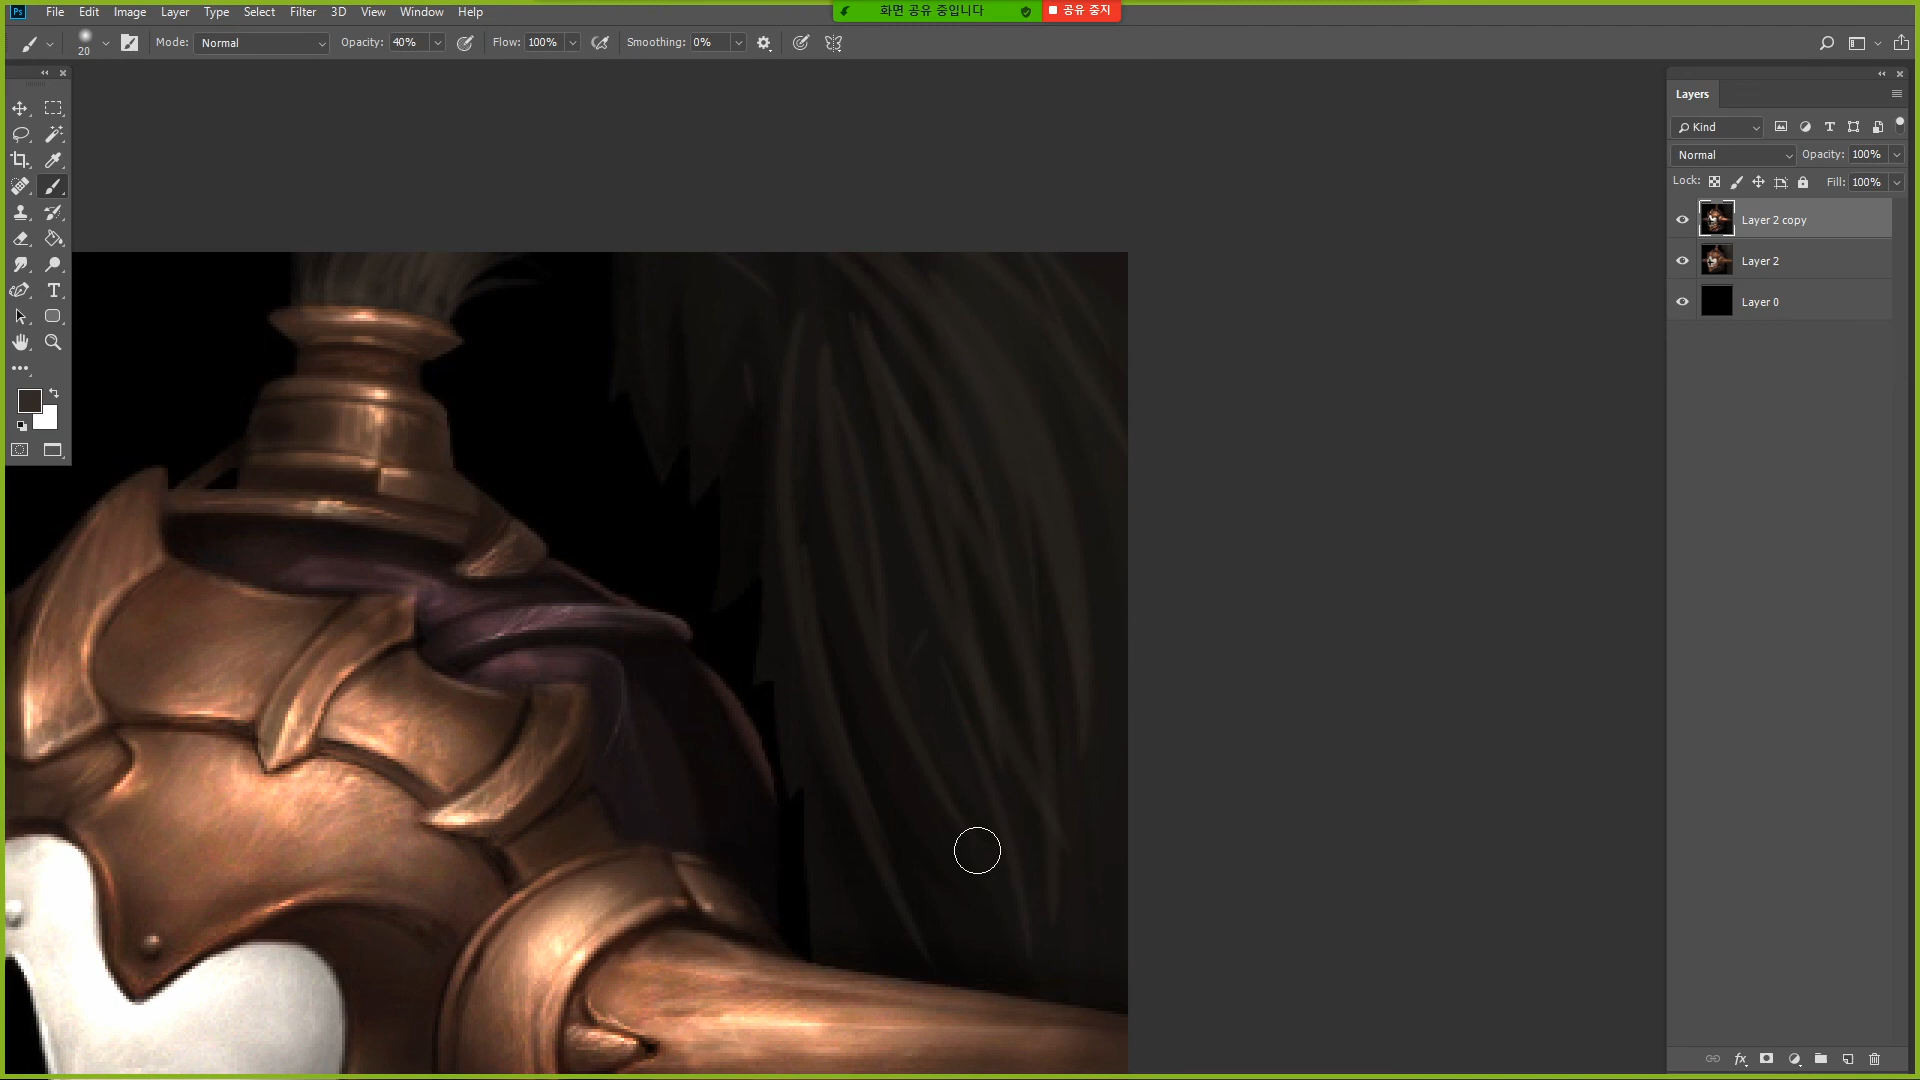 Ps File Edit Image Layer Type Select Filter 3D View Window Help 화면 공유 중입니다 공유 중지
20 Mode: Normal Opacity: 40% Flow: 100% Smoothing: 0%
Layers
Kind
Normal Opacity: 100%
Lock: Fill: 100%
Layer 2 copy
Layer 2
Layer 0